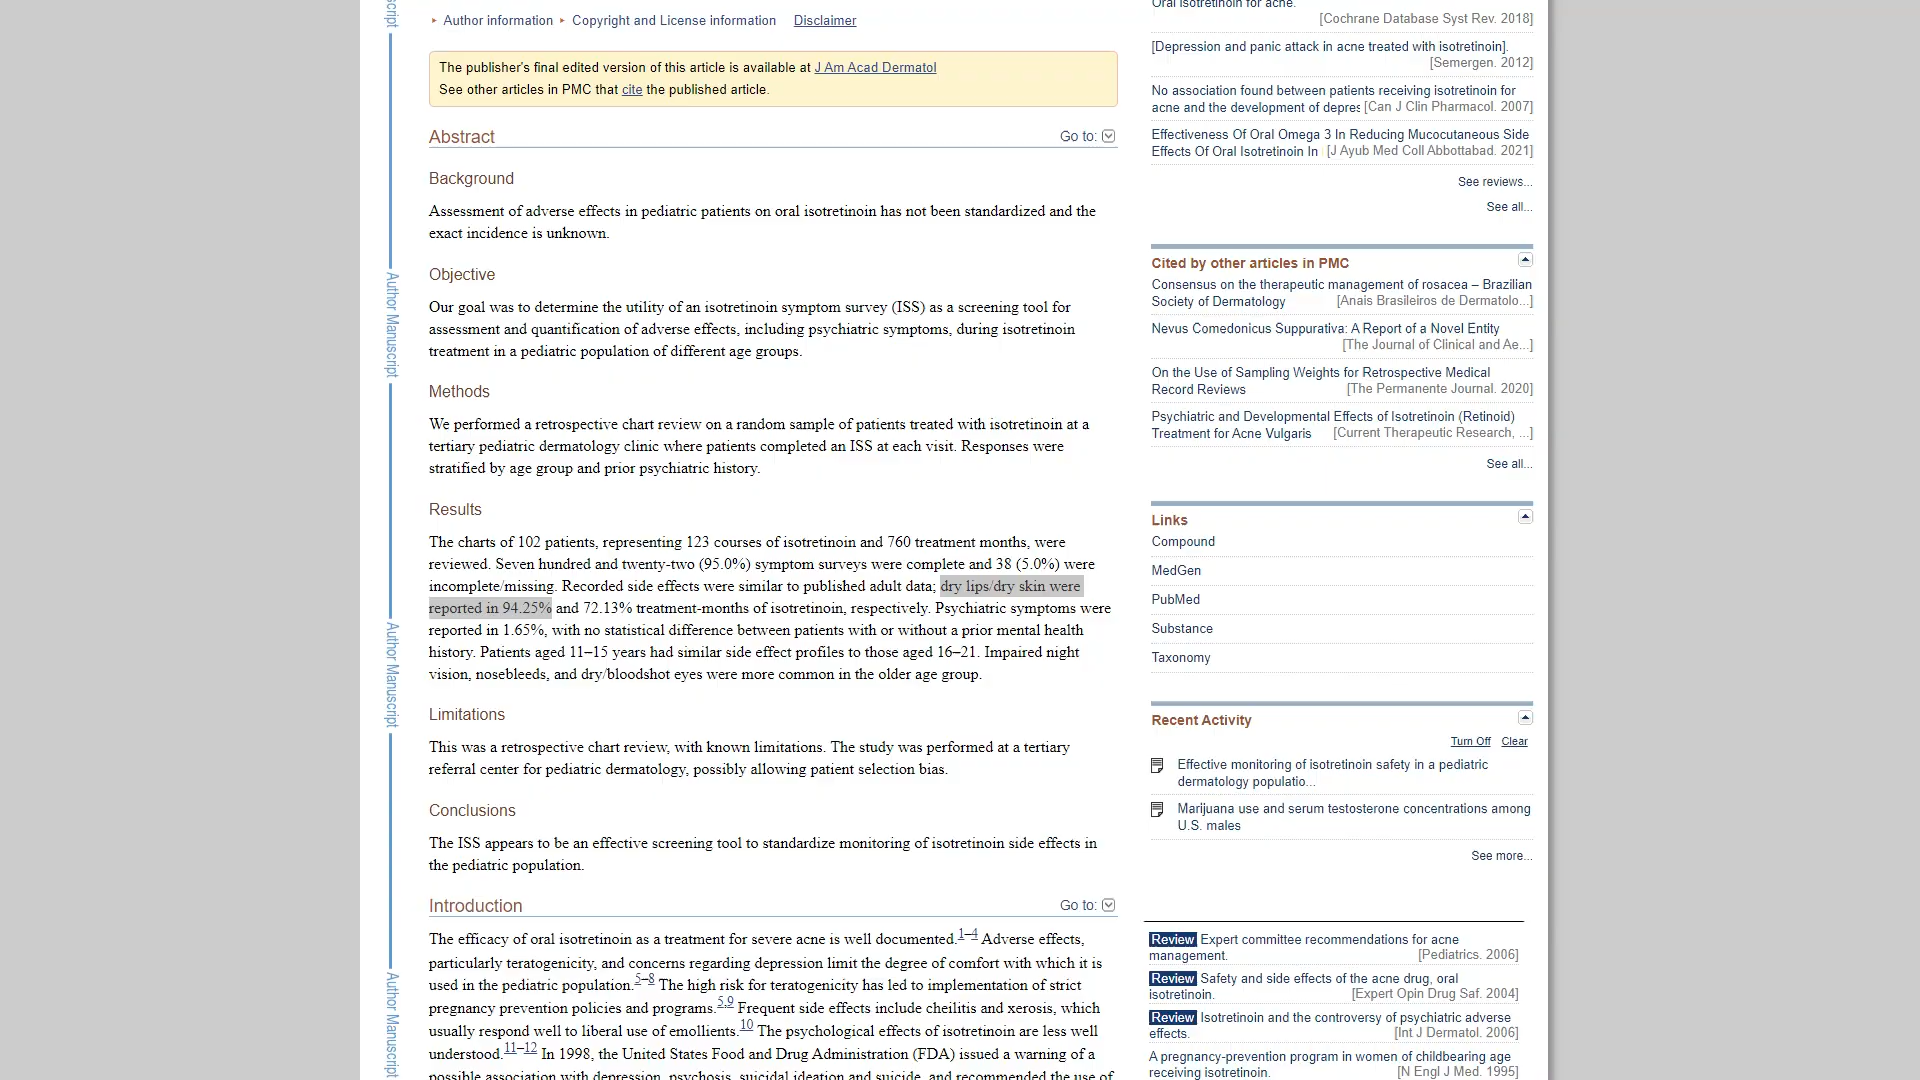 Author information Copyright and License information Disclaimer
The publisher's final edited version of this article is available at J Am Acad Dermatol
See other articles in PMC that cite the published article.
Abstract
Go to:
Background
Assessment of adverse effects in pediatric patients on oral isotretinoin has not been standardized and the
exact incidence is unknown.
Objective
Our goal was to determine the utility of an isotretinoin symptom survey (ISS) as a screening tool for
assessment and quantification of adverse effects, including psychiatric symptoms, during isotretinoin
treatment in a pediatric population of different age groups.
Methods
We performed a retrospective chart review on a random sample of patients treated with isotretinoin at a
tertiary pediatric dermatology clinic where patients completed an ISS at each visit. Responses were
stratified by age group and prior psychiatric history.
Results
The charts of 102 patients, representing 123 courses of isotretinoin and 760 treatment months, were
reviewed. Seven hundred and twenty-two (95.0%) symptom surveys were complete and 38 (5.0%) were
incomplete/missing. Recorded side effects were similar to published adult data; dry lips/dry skin were
reported in 94.25% and 72.13% treatment-months of isotretinoin, respectively. Psychiatric symptoms were
reported in 1.65%, with no statistical difference between patients with or without a prior mental health
history. Patients aged 11–15 years had similar side effect profiles to those aged 16–21. Impaired night
vision, nosebleeds, and dry/bloodshot eyes were more common in the older age group.
Limitations
This was a retrospective chart review, with known limitations. The study was performed at a tertiary
referral center for pediatric dermatology, possibly allowing patient selection bias.
Conclusions
The ISS appears to be an effective screening tool to standardize monitoring of isotretinoin side effects in
the pediatric population.
Introduction
Go to:
The efficacy of oral isotretinoin as a treatment for severe acne is well documented.1–4 Adverse effects,
particularly teratogenicity, and concerns regarding depression limit the degree of comfort with which it is
used in the pediatric population.5–8 The high risk for teratogenicity has led to implementation of strict
pregnancy prevention policies and programs.5,9 Frequent side effects include cheilitis and xerosis, which
usually respond well to liberal use of emollients.10 The psychological effects of isotretinoin are less well
understood.11–12 In 1998, the United States Food and Drug Administration (FDA) issued a warning of a
possible association with depression, psychosis, suicidal ideation and suicide, and recommended the use of
Author Manuscript
Author Manuscript
Author Manuscript
Oral isotretinoin for acne.
[Cochrane Database Syst Rev. 2018]
[Depression and panic attack in acne treated with isotretinoin].
[Semergen. 2012]
No association found between patients receiving isotretinoin for
acne and the development of depres [Can J Clin Pharmacol. 2007]
Effectiveness Of Oral Omega 3 In Reducing Mucocutaneous Side
Effects Of Oral Isotretinoin In [J Ayub Med Coll Abbottabad. 2021]
See reviews...
See all...
Cited by other articles in PMC
Consensus on the therapeutic management of rosacea – Brazilian
Society of Dermatology [Anais Brasileiros de Dermatolo...]
Nevus Comedonicus Suppurativa: A Report of a Novel Entity
[The Journal of Clinical and Ae...]
On the Use of Sampling Weights for Retrospective Medical
Record Reviews [The Permanente Journal. 2020]
Psychiatric and Developmental Effects of Isotretinoin (Retinoid)
Treatment for Acne Vulgaris [Current Therapeutic Research, ...]
See all...
Links
Compound
MedGen
PubMed
Substance
Taxonomy
Recent Activity
Turn Off Clear
Effective monitoring of isotretinoin safety in a pediatric
dermatology populatio...
Marijuana use and serum testosterone concentrations among
U.S. males
See more...
Review Expert committee recommendations for acne
management. [Pediatrics. 2006]
Review Safety and side effects of the acne drug, oral
isotretinoin. [Expert Opin Drug Saf. 2004]
Review Isotretinoin and the controversy of psychiatric adverse
effects. [Int J Dermatol. 2006]
A pregnancy-prevention program in women of childbearing age
receiving isotretinoin. [N Engl J Med. 1995]